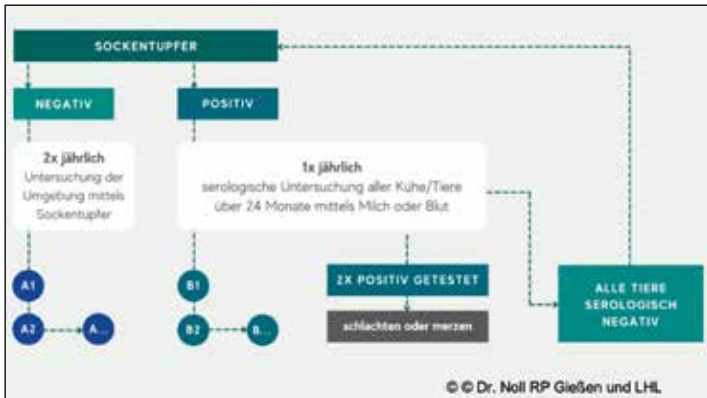 SOCKENTUPFER
NEGATIV
POSITIV
2x jährlich
Untersuchung der
Umgebung mittels
Sockentupfer
1x jährlich
serologische Untersuchung aller Kühe/Tiere
über 24 Monate mittels Milch oder Blut
A1
A2
A...
B1
B2
B...
2X POSITIV GETESTET
schlachten oder merzen
ALLE TIERE
SEROLOGISCH
NEGATIV
© © Dr. Noll RP Gießen und LHL